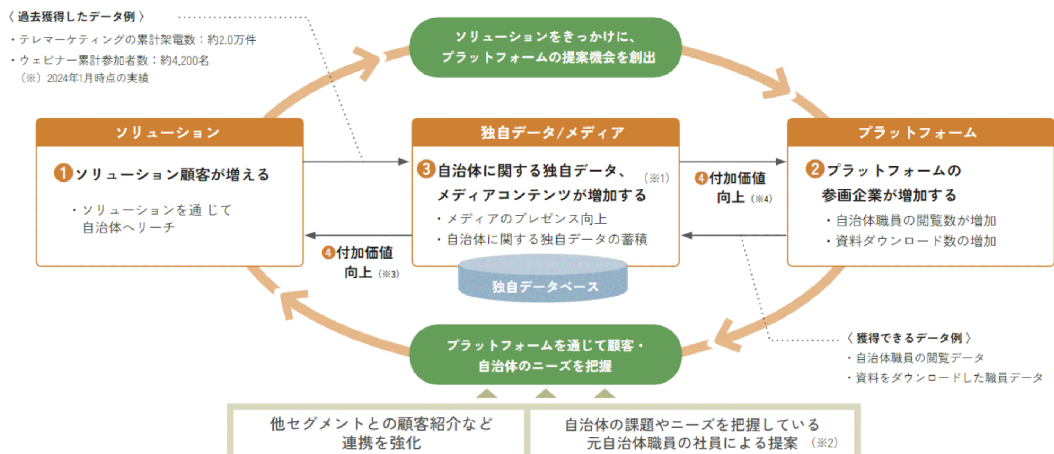 〈 過去獲得したデータ例 〉
・テレマーケティングの累計架電数：約2.0万件
・ウェビナー累計参加者数：約4,200名
（※）2024年1月時点の実績
ソリューションをきっかけに、
プラットフォームの提案機会を創出
ソリューション
❶ソリューション顧客が増える
・ソリューションを通 じて
自治体へリーチ
独自データ/メディア
❸自治体に関する独自データ、
メディアコンテンツが増加する
（※1）
・メディアのプレゼンス向上
・自治体に関する独自データの蓄積
独自データベース
プラットフォーム
❷プラットフォームの
参画企業が増加する
・自治体職員の閲覧数が増加
・資料ダウンロード数の増加
❹付加価値
向上（※4）
❹付加価値
向上（※3）
プラットフォームを通じて顧客・
自治体のニーズを把握
〈 獲得できるデータ例 〉
・自治体職員の閲覧データ
・資料をダウンロードした職員データ
他セグメントとの顧客紹介など
連携を強化
自治体の課題やニーズを把握している
元自治体職員の社員による提案（※2）